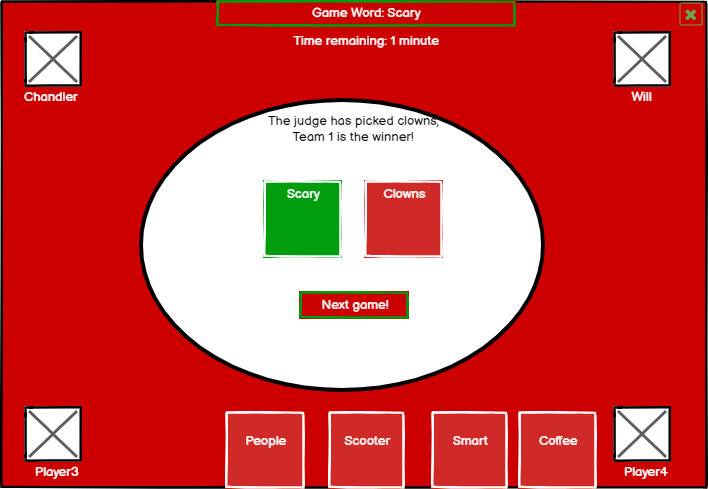 Game Word: Scary
Time remaining: 1 minute
Chandler
Will
The judge has picked clowns,
Team 1 is the winner!
Scary
Clowns
Next game!
People
Scooter
Smart
Coffee
Player3
Player4